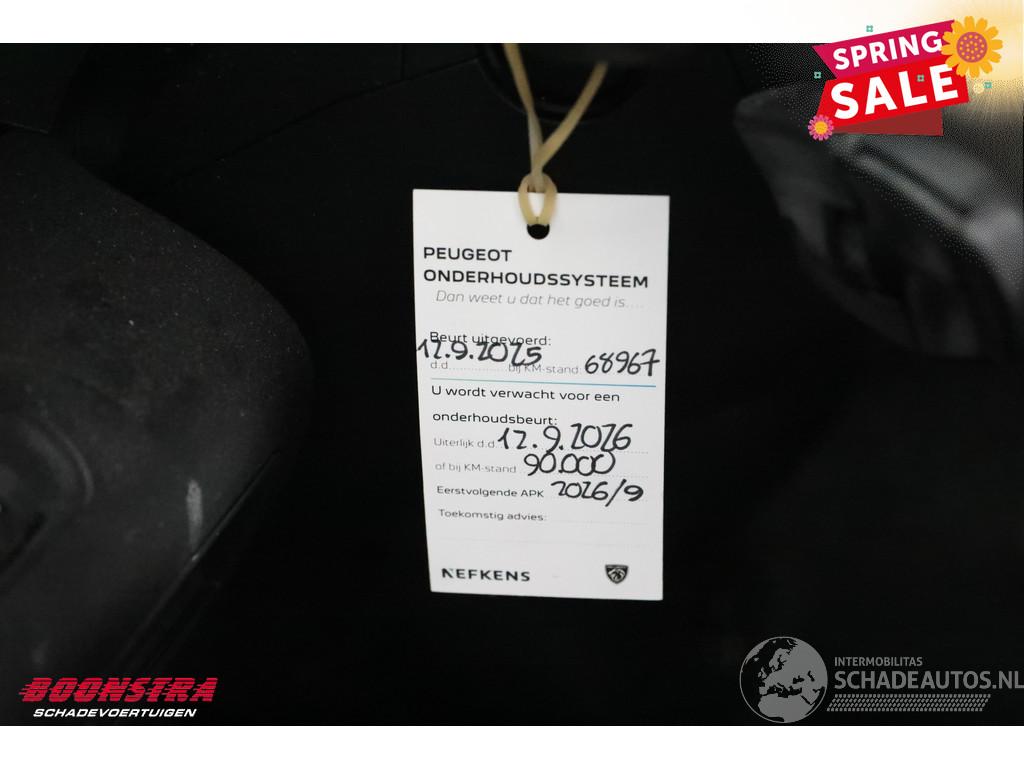 SPRING
SALE
PEUGEOT
ONDERHOUDSSYSTEEM
Dan weet u dat het goed is....
Beurt uitgevoerd:
d.d. 12.9.2025 bij KM-stand: 68967
U wordt verwacht voor een
onderhoudsbeurt:
Uiterlijk d.d. 12.9.2026
of bij KM-stand 90.000
Eerstvolgende APK 2026/9
Toekomstig advies:
NEFKENS
BOONSTRA
SCHADEVOERTUIGEN
INTERMOBILITAS
SCHADEAUTOS.NL